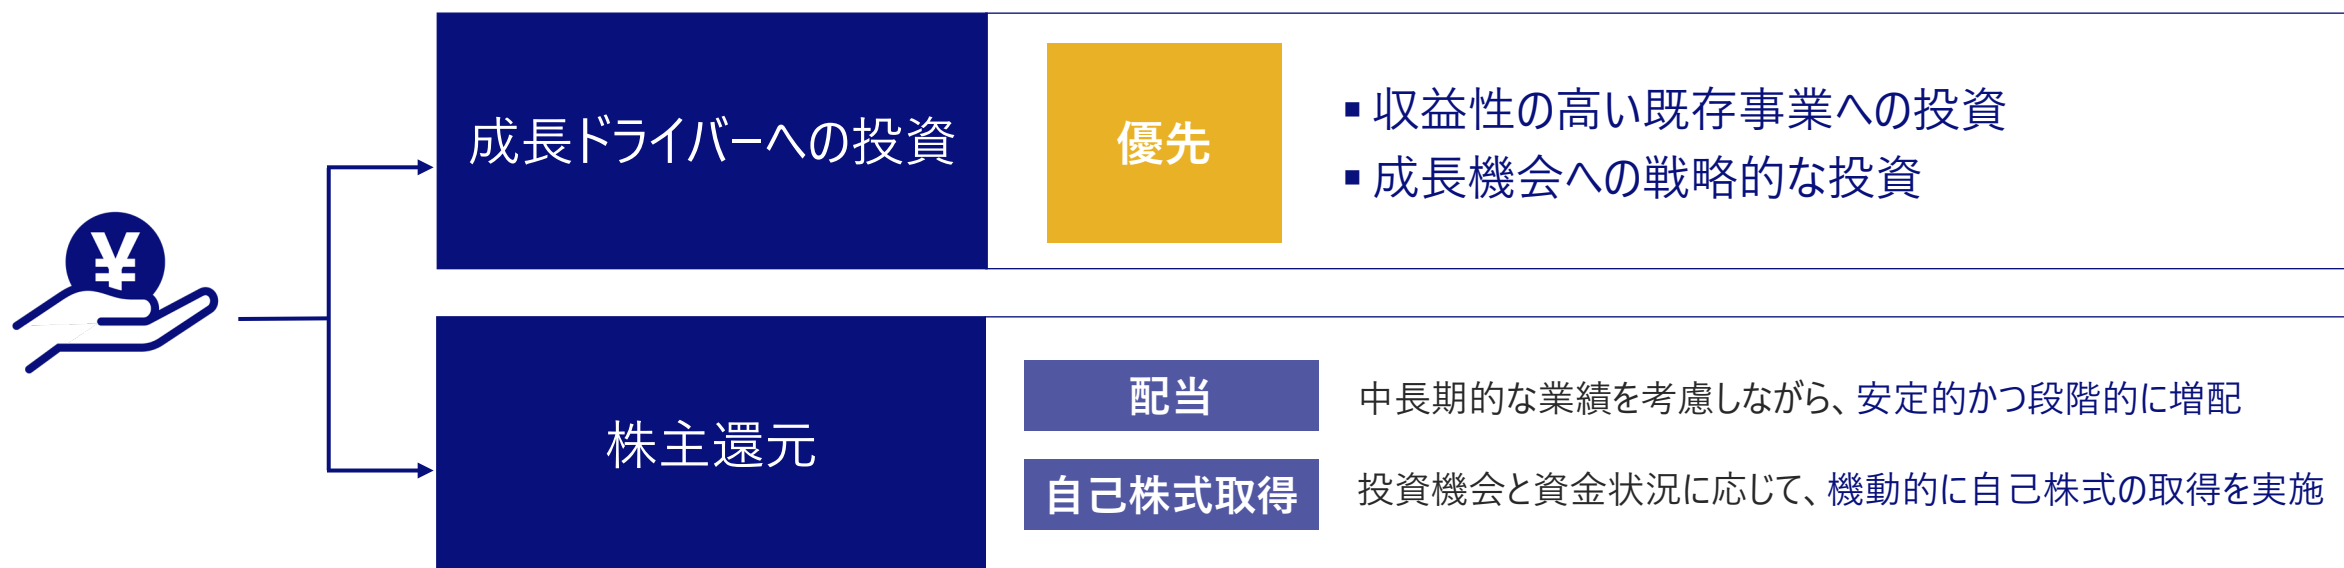 成長ドライバーへの投資
優先
▪ 収益性の高い既存事業への投資
▪ 成長機会への戦略的な投資
¥
株主還元
配当
中長期的な業績を考慮しながら、安定的かつ段階的に増配
自己株式取得
投資機会と資金状況に応じて、機動的に自己株式の取得を実施